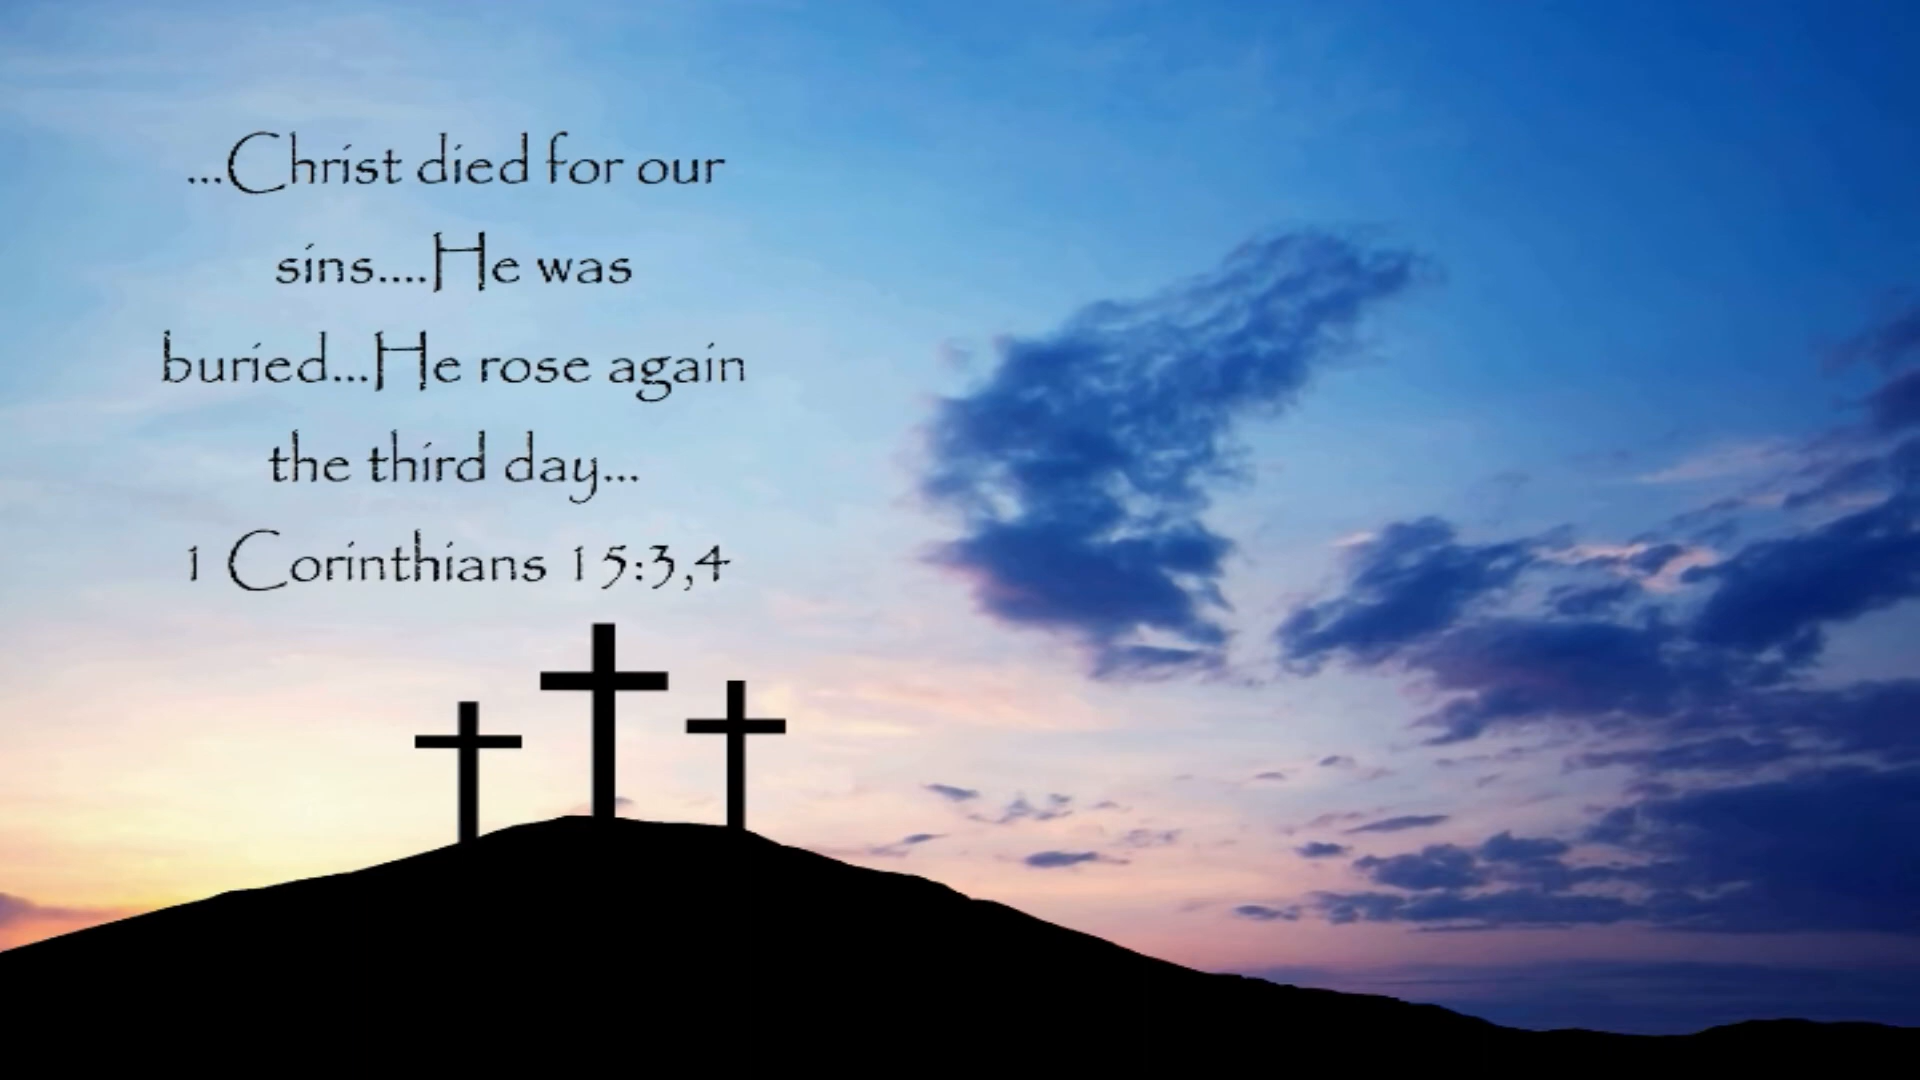 ...Christ died for our
sins....He was
buried...He rose again
the third day...
1 Corinthians 15:3,4